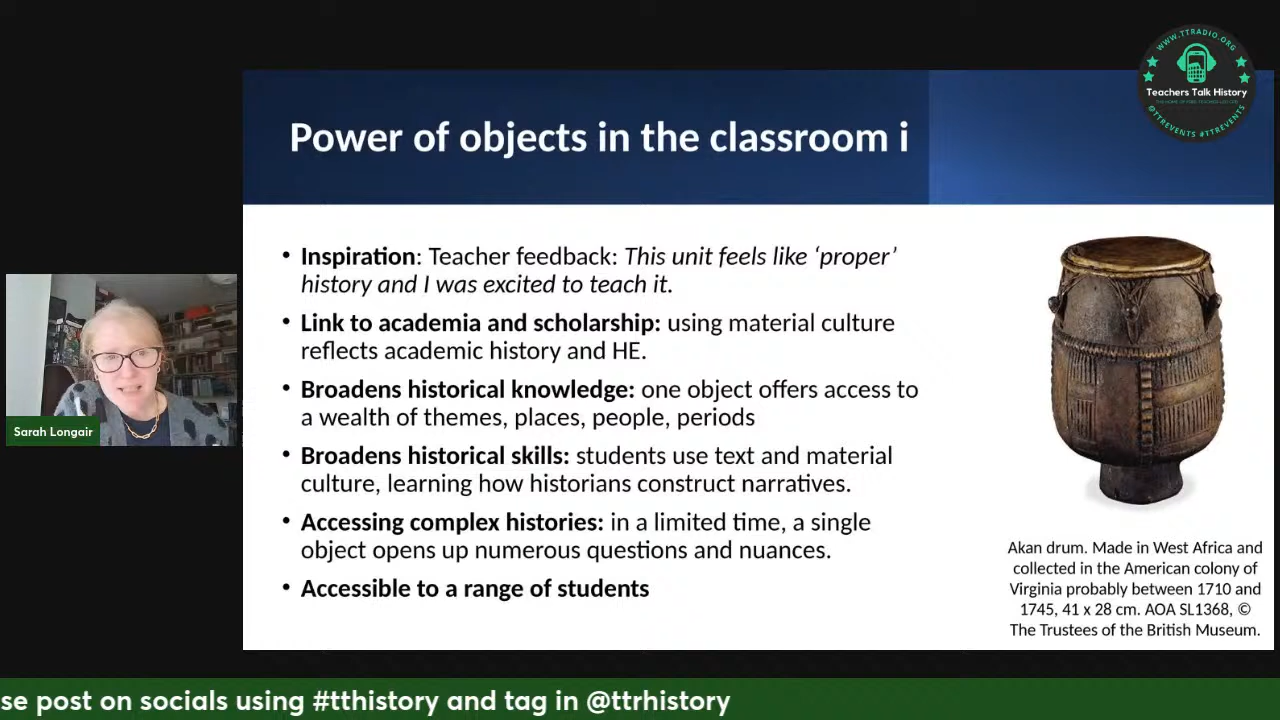 WWW.TTRADIO.ORG
Teachers Talk History
@TTREVENTS #TTREVENTS
Power of objects in the classroom i
• Inspiration: Teacher feedback: This unit feels like ‘proper’
history and I was excited to teach it.
• Link to academia and scholarship: using material culture
reflects academic history and HE.
• Broadens historical knowledge: one object offers access to
a wealth of themes, places, people, periods
• Broadens historical skills: students use text and material
culture, learning how historians construct narratives.
• Accessing complex histories: in a limited time, a single
object opens up numerous questions and nuances.
• Accessible to a range of students
Akan drum. Made in West Africa and
collected in the American colony of
Virginia probably between 1710 and
1745, 41 x 28 cm. AOA SL1368, ©
The Trustees of the British Museum.
Sarah Longair
se post on socials using #tthistory and tag in @ttrhistory